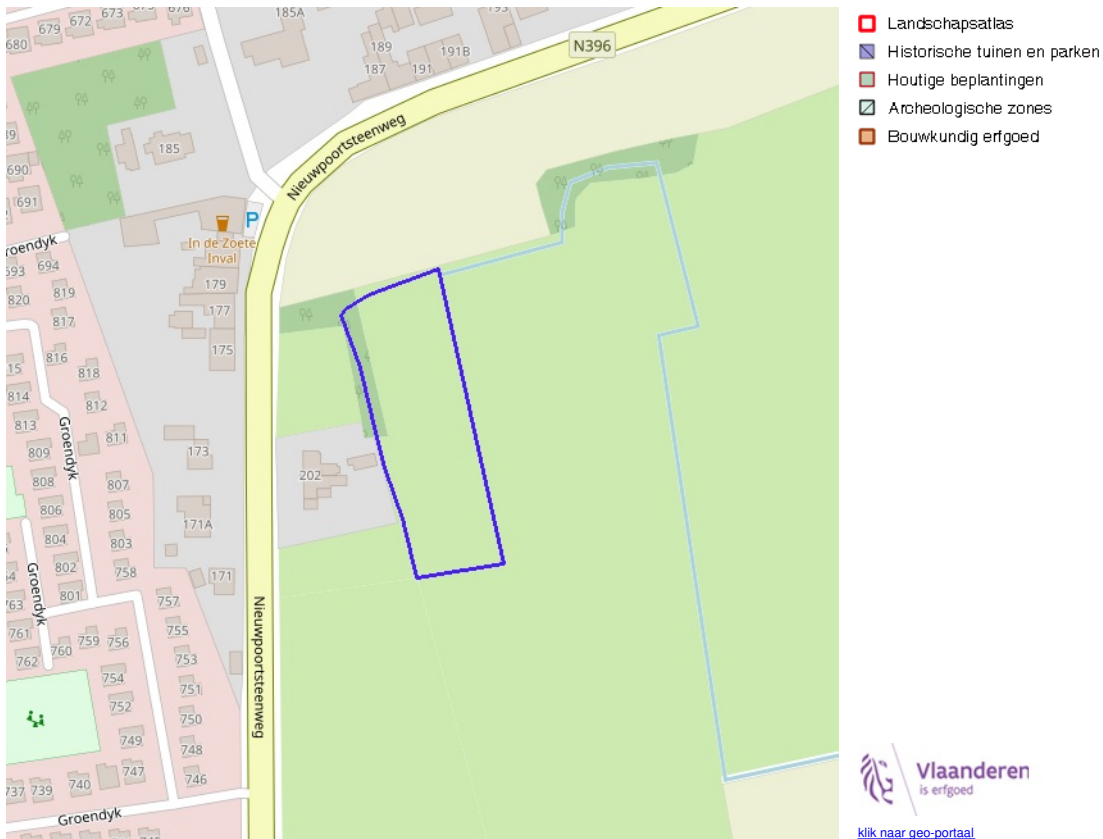 680
679
672
673
675
678
185A
193
189
187
191
191B
N396
Nieuwpoortsteenweg
185
690
691
P
In de Zoete
Inval
Groendyk
693
694
820
819
817
179
177
175
816
818
814
812
813
811
Groendyk
809
808
807
806
805
804
803
802
758
801
173
171A
171
202
Groendyk
763
761
762
760
759
756
757
755
753
754
751
752
750
749
748
747
746
737
739
740
Groendyk
Nieuwpoortsteenweg
Landschapsatlas
Historische tuinen en parken
Houtige beplantingen
Archeologische zones
Bouwkundig erfgoed
Vlaanderen
is erfgoed
klik naar geo-portaal